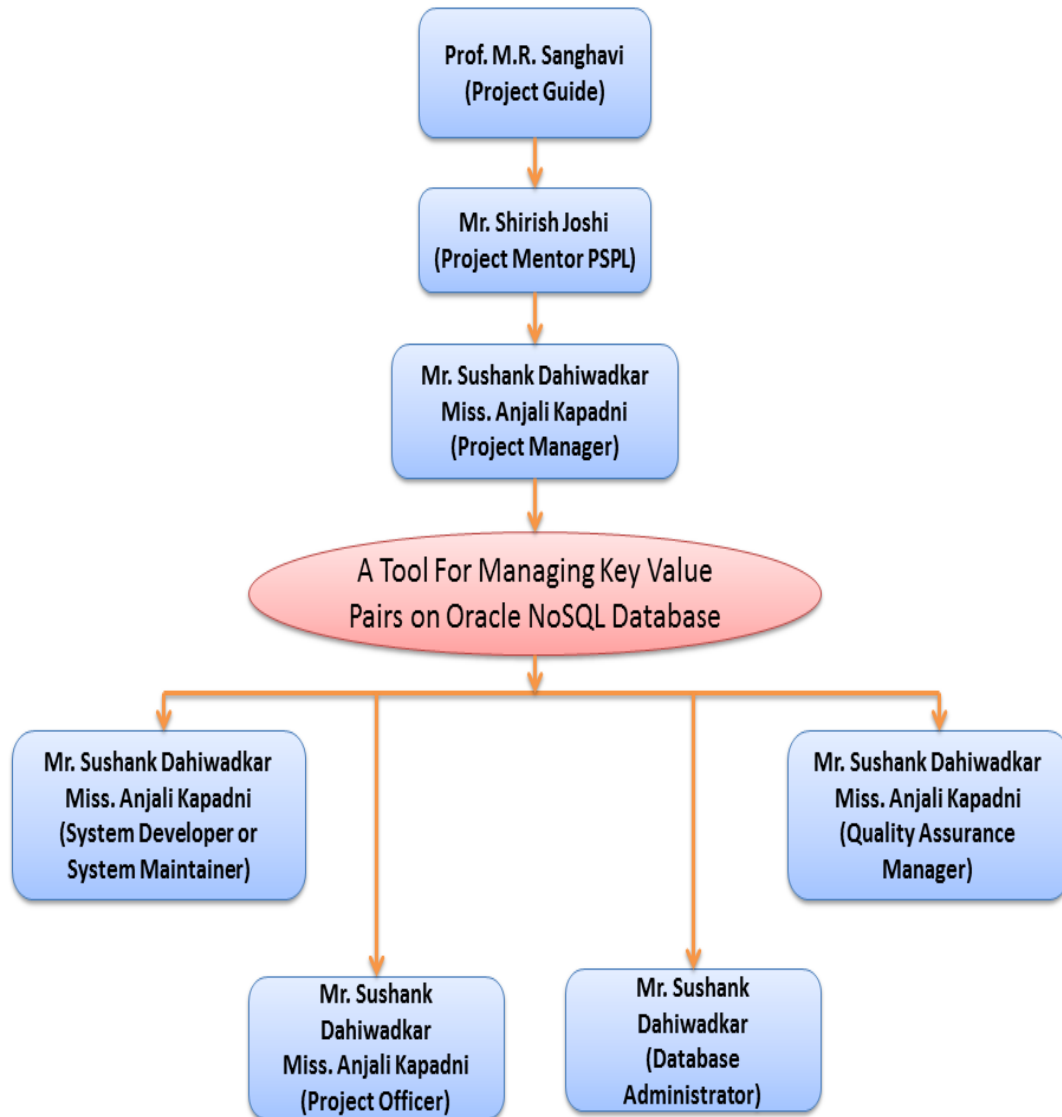 Prof. M.R. Sanghavi
(Project Guide)
Mr. Shirish Joshi
(Project Mentor PSPL)
Mr. Sushank Dahiwadkar
Miss. Anjali Kapadni
(Project Manager)
A Tool For Managing Key Value
Pairs on Oracle NoSQL Database
Mr. Sushank Dahiwadkar
Miss. Anjali Kapadni
(System Developer or
System Maintainer)
Mr. Sushank Dahiwadkar
Miss. Anjali Kapadni
(Quality Assurance
Manager)
Mr. Sushank
Dahiwadkar
Miss. Anjali Kapadni
(Project Officer)
Mr. Sushank
Dahiwadkar
(Database
Administrator)